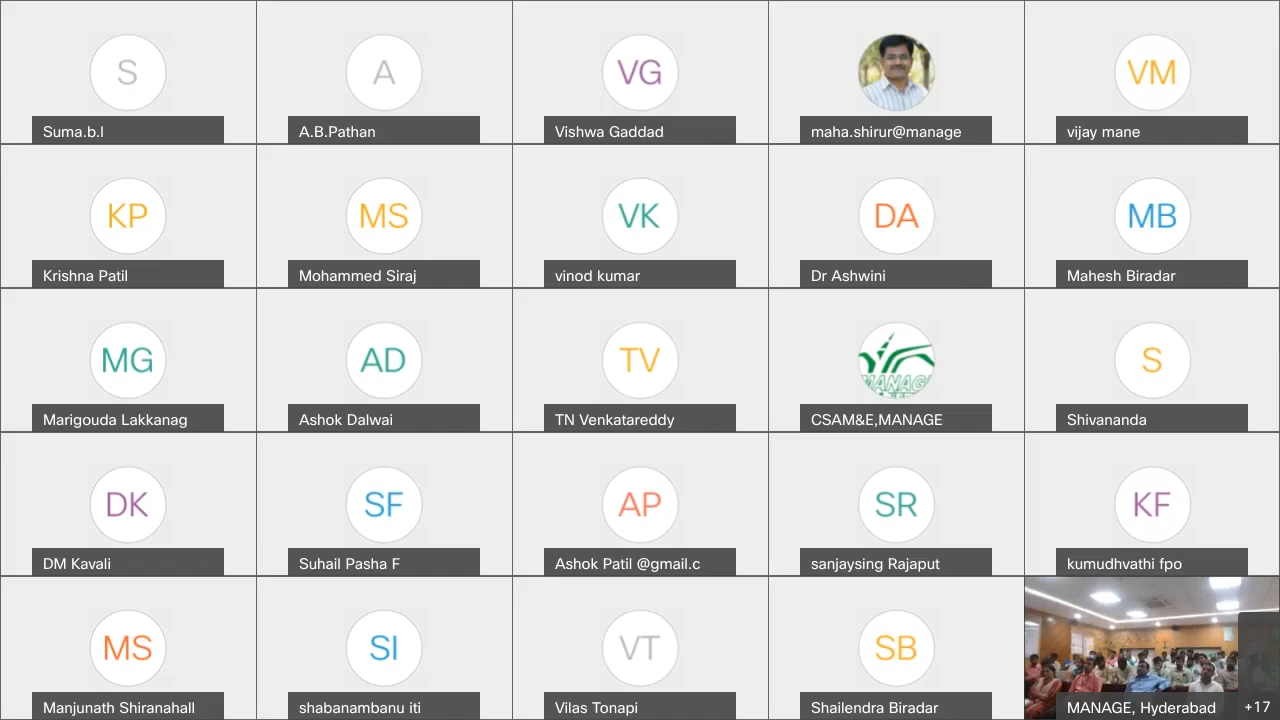 S
Suma.b.l
A
A.B.Pathan
VG
Vishwa Gaddad
maha.shirur@manage
VM
vijay mane
KP
Krishna Patil
MS
Mohammed Siraj
VK
vinod kumar
DA
Dr Ashwini
MB
Mahesh Biradar
MG
Marigouda Lakkanag
AD
Ashok Dalwai
TV
TN Venkatareddy
MANAGE
CSAM&E,MANAGE
S
Shivananda
DK
DM Kavali
SF
Suhail Pasha F
AP
Ashok Patil @gmail.c
SR
sanjaysing Rajaput
KF
kumudhvathi fpo
MS
Manjunath Shiranahall
SI
shabanambanu iti
VT
Vilas Tonapi
SB
Shailendra Biradar
MANAGE, Hyderabad
+17